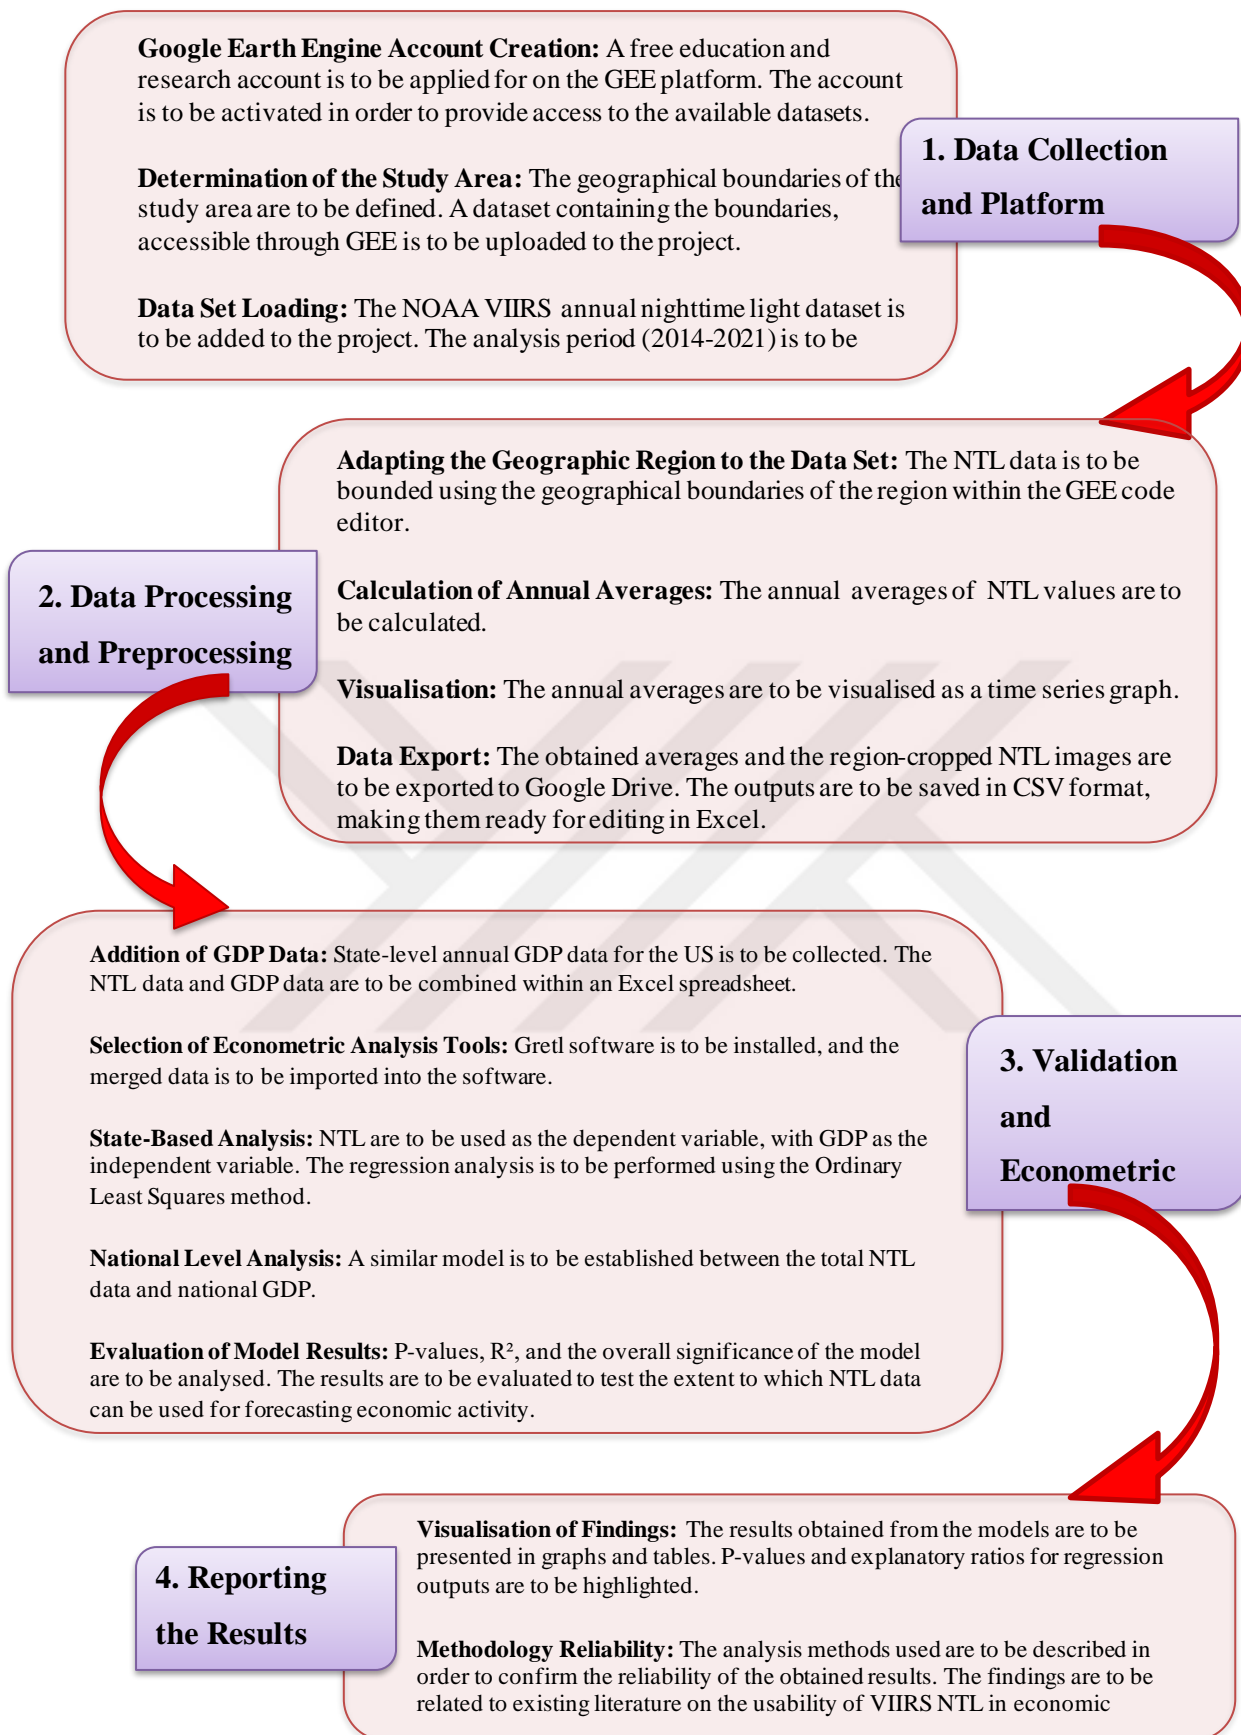 Google Earth Engine Account Creation: A free education and
research account is to be applied for on the GEE platform. The account
is to be activated in order to provide access to the available datasets.
Determination of the Study Area: The geographical boundaries of the
study area are to be defined. A dataset containing the boundaries,
accessible through GEE is to be uploaded to the project.
Data Set Loading: The NOAA VIIRS annual nighttime light dataset is
to be added to the project. The analysis period (2014-2021) is to be
1. Data Collection
and Platform
Adapting the Geographic Region to the Data Set: The NTL data is to be
bounded using the geographical boundaries of the region within the GEE code
editor.
Calculation of Annual Averages: The annual averages of NTL values are to
be calculated.
Visualisation: The annual averages are to be visualised as a time series graph.
Data Export: The obtained averages and the region-cropped NTL images are
to be exported to Google Drive. The outputs are to be saved in CSV format,
making them ready for editing in Excel.
2. Data Processing
and Preprocessing
Addition of GDP Data: State-level annual GDP data for the US is to be collected. The
NTL data and GDP data are to be combined within an Excel spreadsheet.
Selection of Econometric Analysis Tools: Gretl software is to be installed, and the
merged data is to be imported into the software.
State-Based Analysis: NTL are to be used as the dependent variable, with GDP as the
independent variable. The regression analysis is to be performed using the Ordinary
Least Squares method.
National Level Analysis: A similar model is to be established between the total NTL
data and national GDP.
Evaluation of Model Results: P-values, R², and the overall significance of the model
are to be analysed. The results are to be evaluated to test the extent to which NTL data
can be used for forecasting economic activity.
3. Validation
and
Econometric
Visualisation of Findings: The results obtained from the models are to be
presented in graphs and tables. P-values and explanatory ratios for regression
outputs are to be highlighted.
Methodology Reliability: The analysis methods used are to be described in
order to confirm the reliability of the obtained results. The findings are to be
related to existing literature on the usability of VIIRS NTL in economic
4. Reporting
the Results